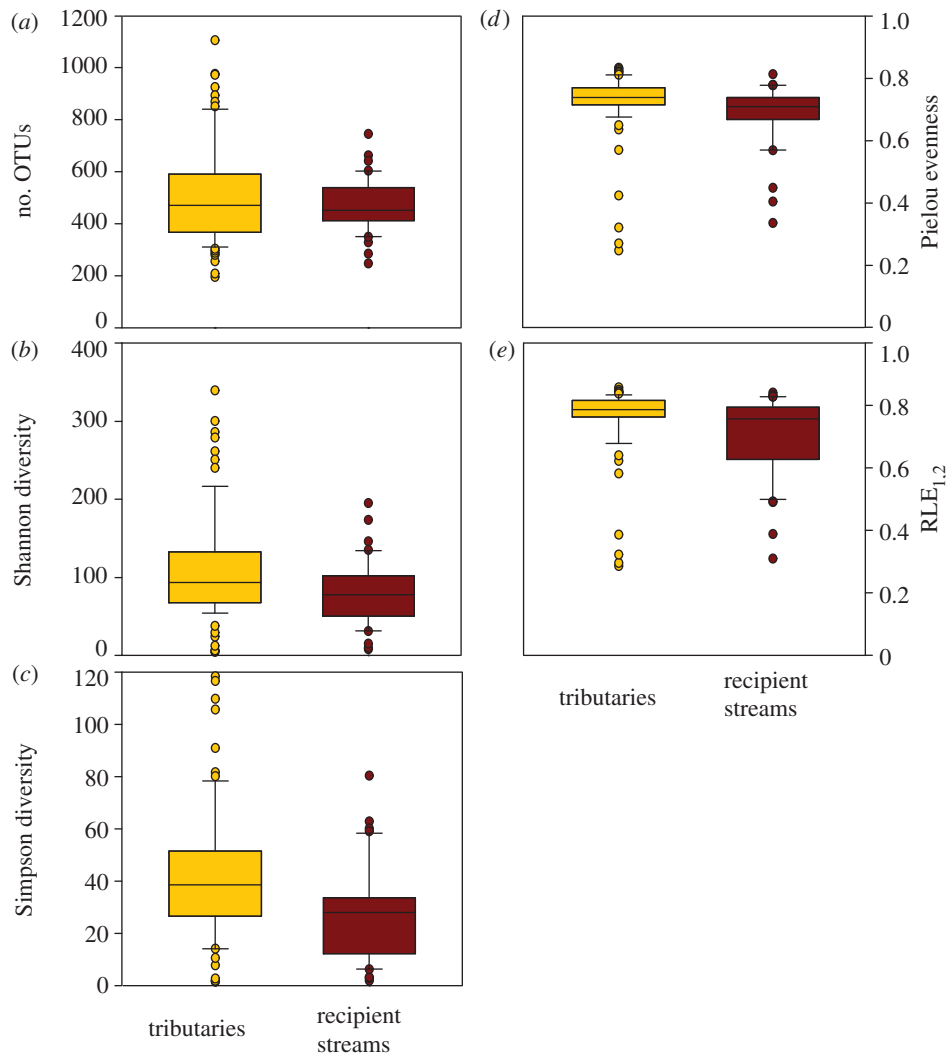 (a)
1200
1000
800
600
400
200
0
no. OTUs
(d)
1.0
0.8
0.6
0.4
0.2
0
Pielou evenness
(b)
400
300
200
100
0
Shannon diversity
(e)
1.0
0.8
0.6
0.4
0.2
0
RLE1,2
tributaries
recipient
streams
(c)
120
100
80
60
40
20
0
Simpson diversity
tributaries
recipient
streams